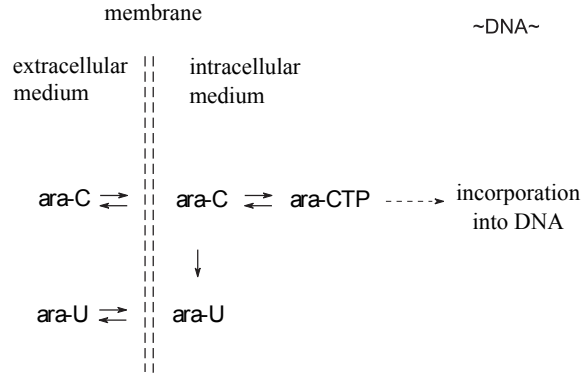 membrane
~DNA~
extracellular
medium
intracellular
medium
ara-C
ara-C
ara-CTP
incorporation
into DNA
ara-U
ara-U